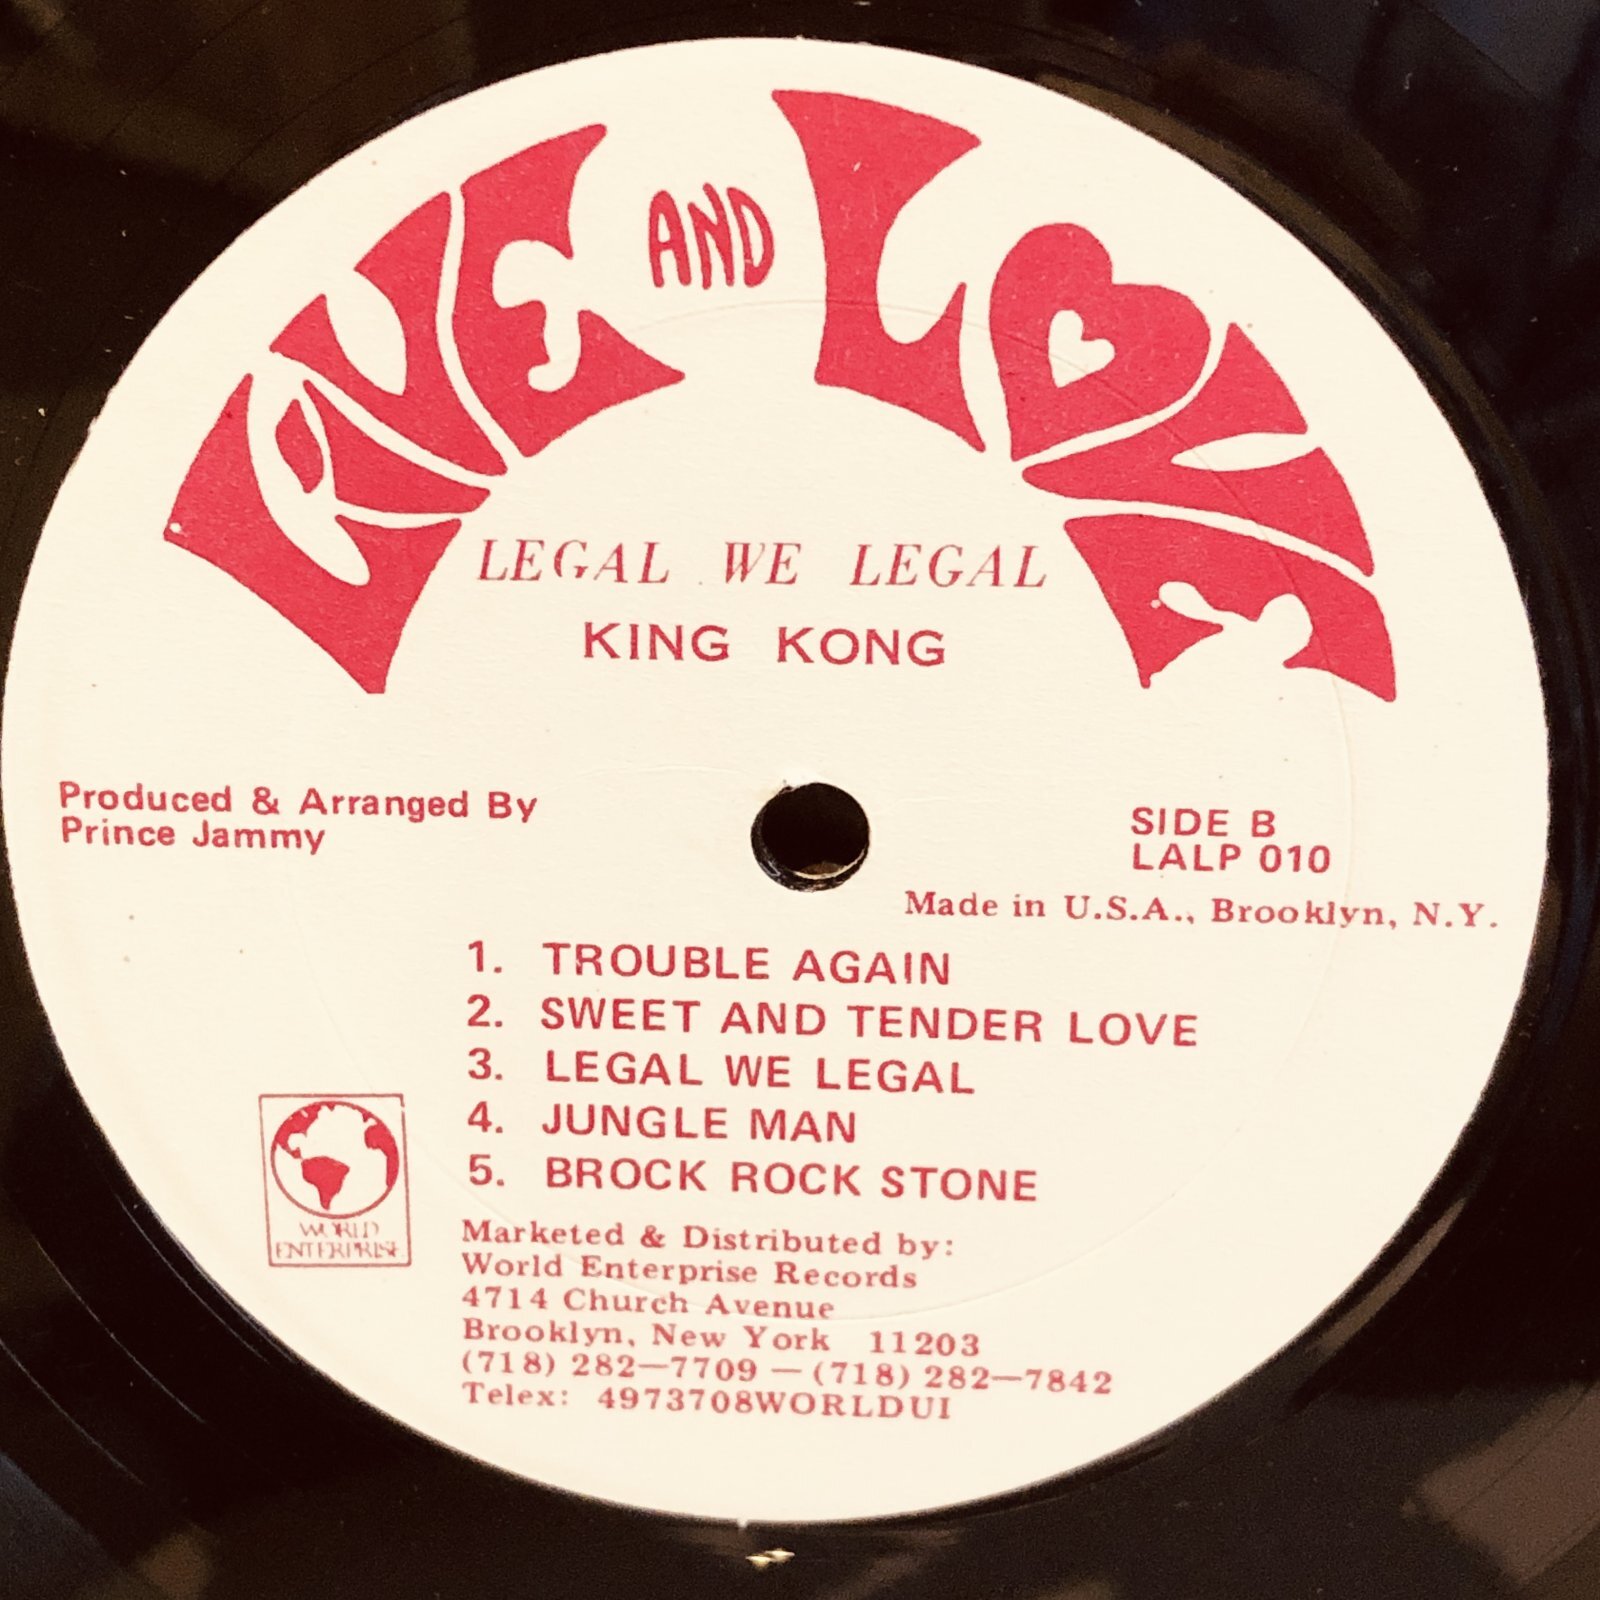 LIVE AND LOVE
LEGAL WE LEGAL
KING KONG
Produced & Arranged By
Prince Jammy
SIDE B
LALP 010
Made in U.S.A., Brooklyn, N.Y.
1. TROUBLE AGAIN
2. SWEET AND TENDER LOVE
3. LEGAL WE LEGAL
4. JUNGLE MAN
5. BROCK ROCK STONE
WORLD
ENTERPRISE
Marketed & Distributed by:
World Enterprise Records
4714 Church Avenue
Brooklyn, New York 11203
(718) 282—7709 — (718) 282—7842
Telex: 4973708WORLDUI